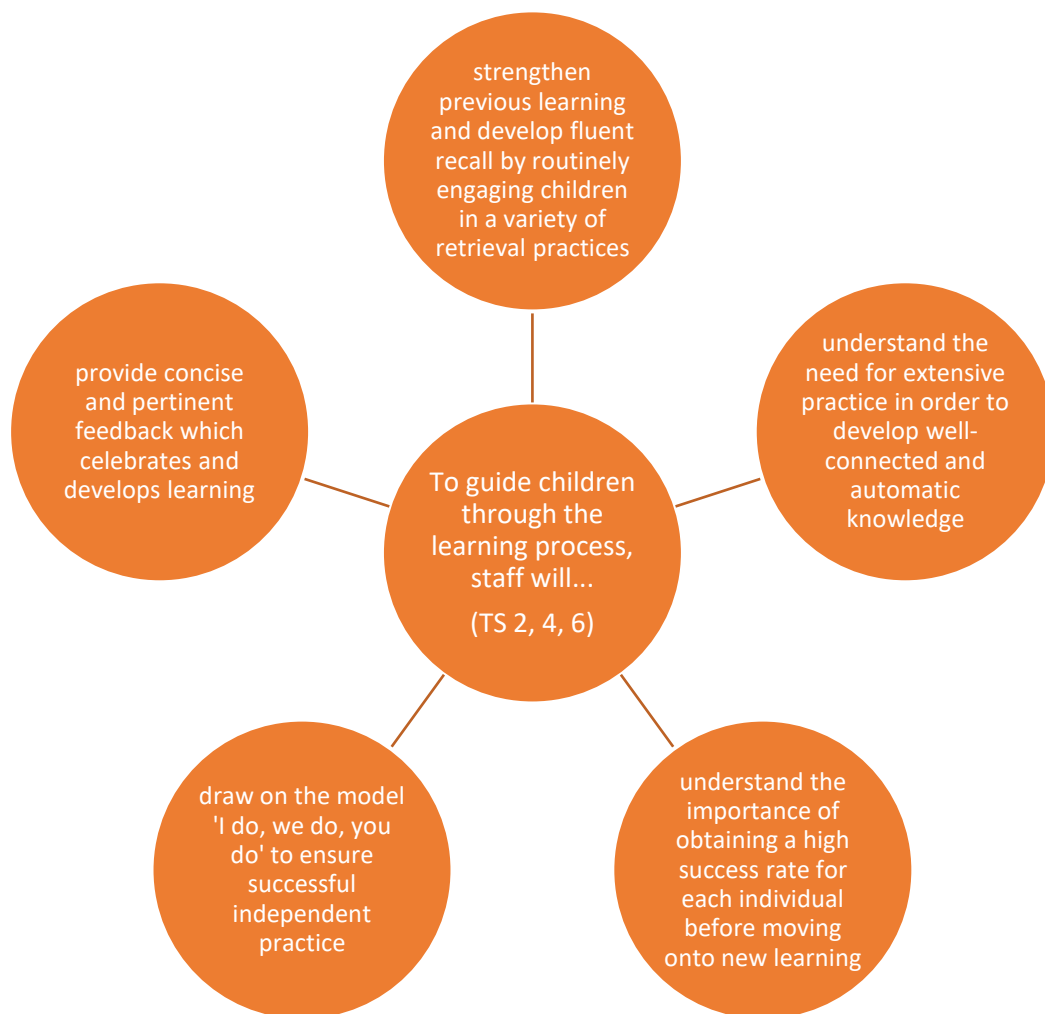 strengthen
previous learning
and develop fluent
recall by routinely
engaging children
in a variety of
retrieval practices
understand the
need for extensive
practice in order to
develop well-
connected and
automatic
knowledge
understand the
importance of
obtaining a high
success rate for
each individual
before moving
onto new learning
draw on the model
'I do, we do, you
do' to ensure
successful
independent
practice
provide concise
and pertinent
feedback which
celebrates and
develops learning
To guide children
through the
learning process,
staff will...
(TS 2, 4, 6)